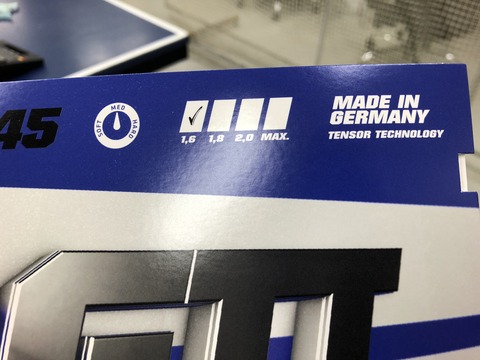 45
SOFT MED HARD
1,6 1,8 2,0 MAX.
MADE IN
GERMANY
TENSOR TECHNOLOGY